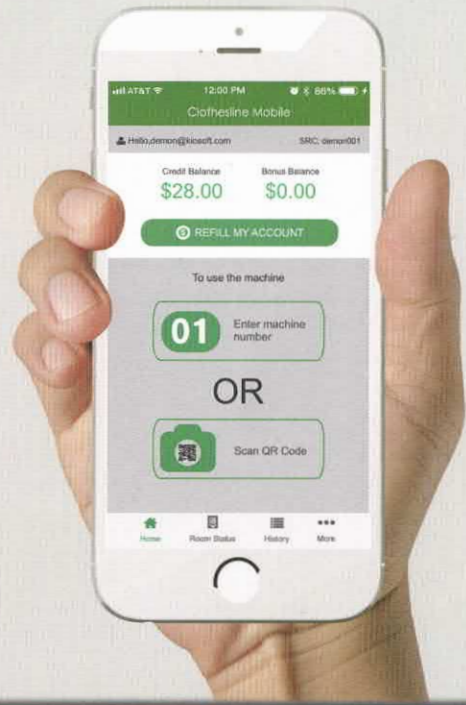 AT&T 12:00 PM 86%
Clothesline Mobile
Hello,demon@kiosoft.com SRC: demon001
Credit Balance Bonus Balance
$28.00 $0.00
REFILL MY ACCOUNT
To use the machine
01 Enter machine
number
OR
Scan QR Code
Home Room Status History More